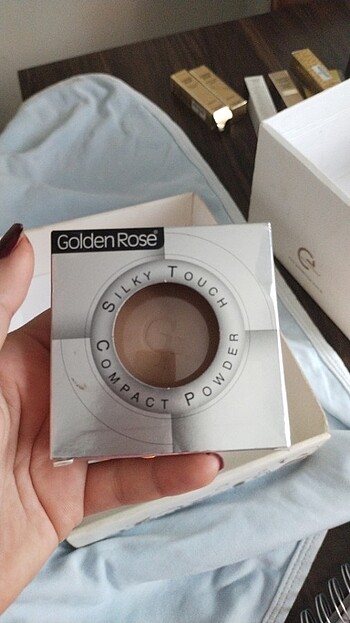 Golden Rose®
SILKY TOUCH
COMPACT POWDER